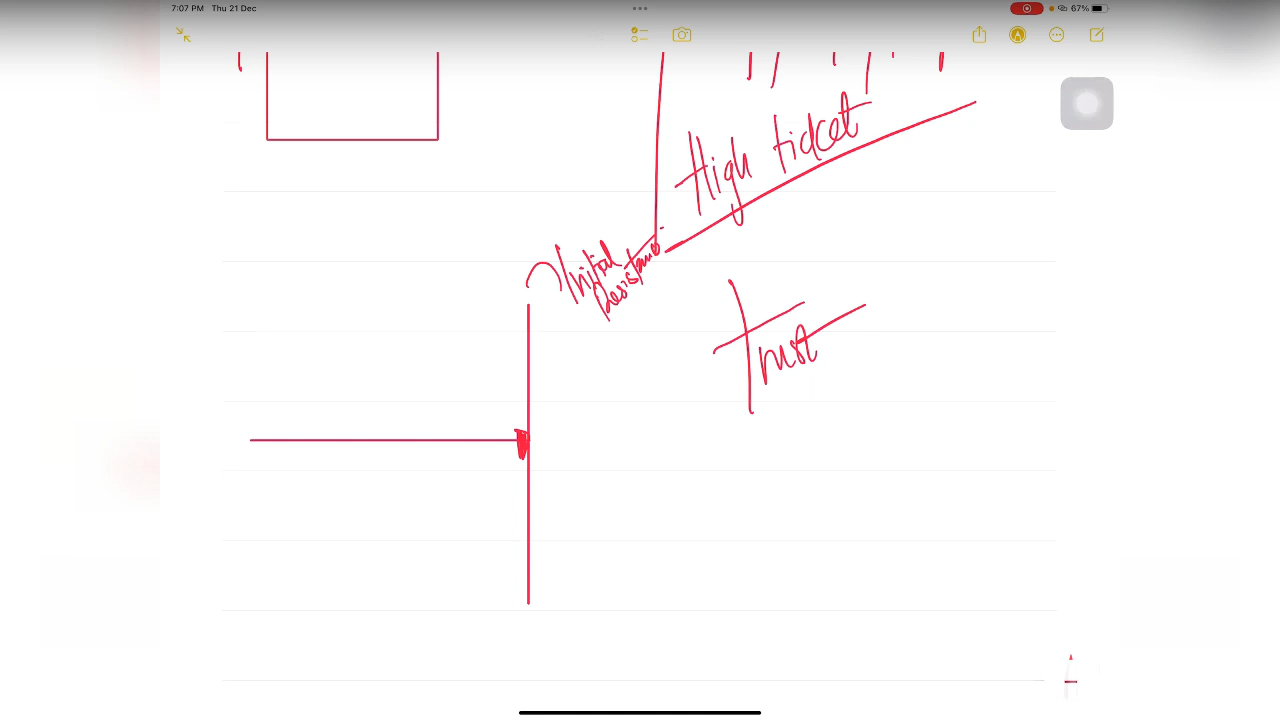 7:07 PM Thu 21 Dec
67%
High ticket
Initial
resistance
Trust